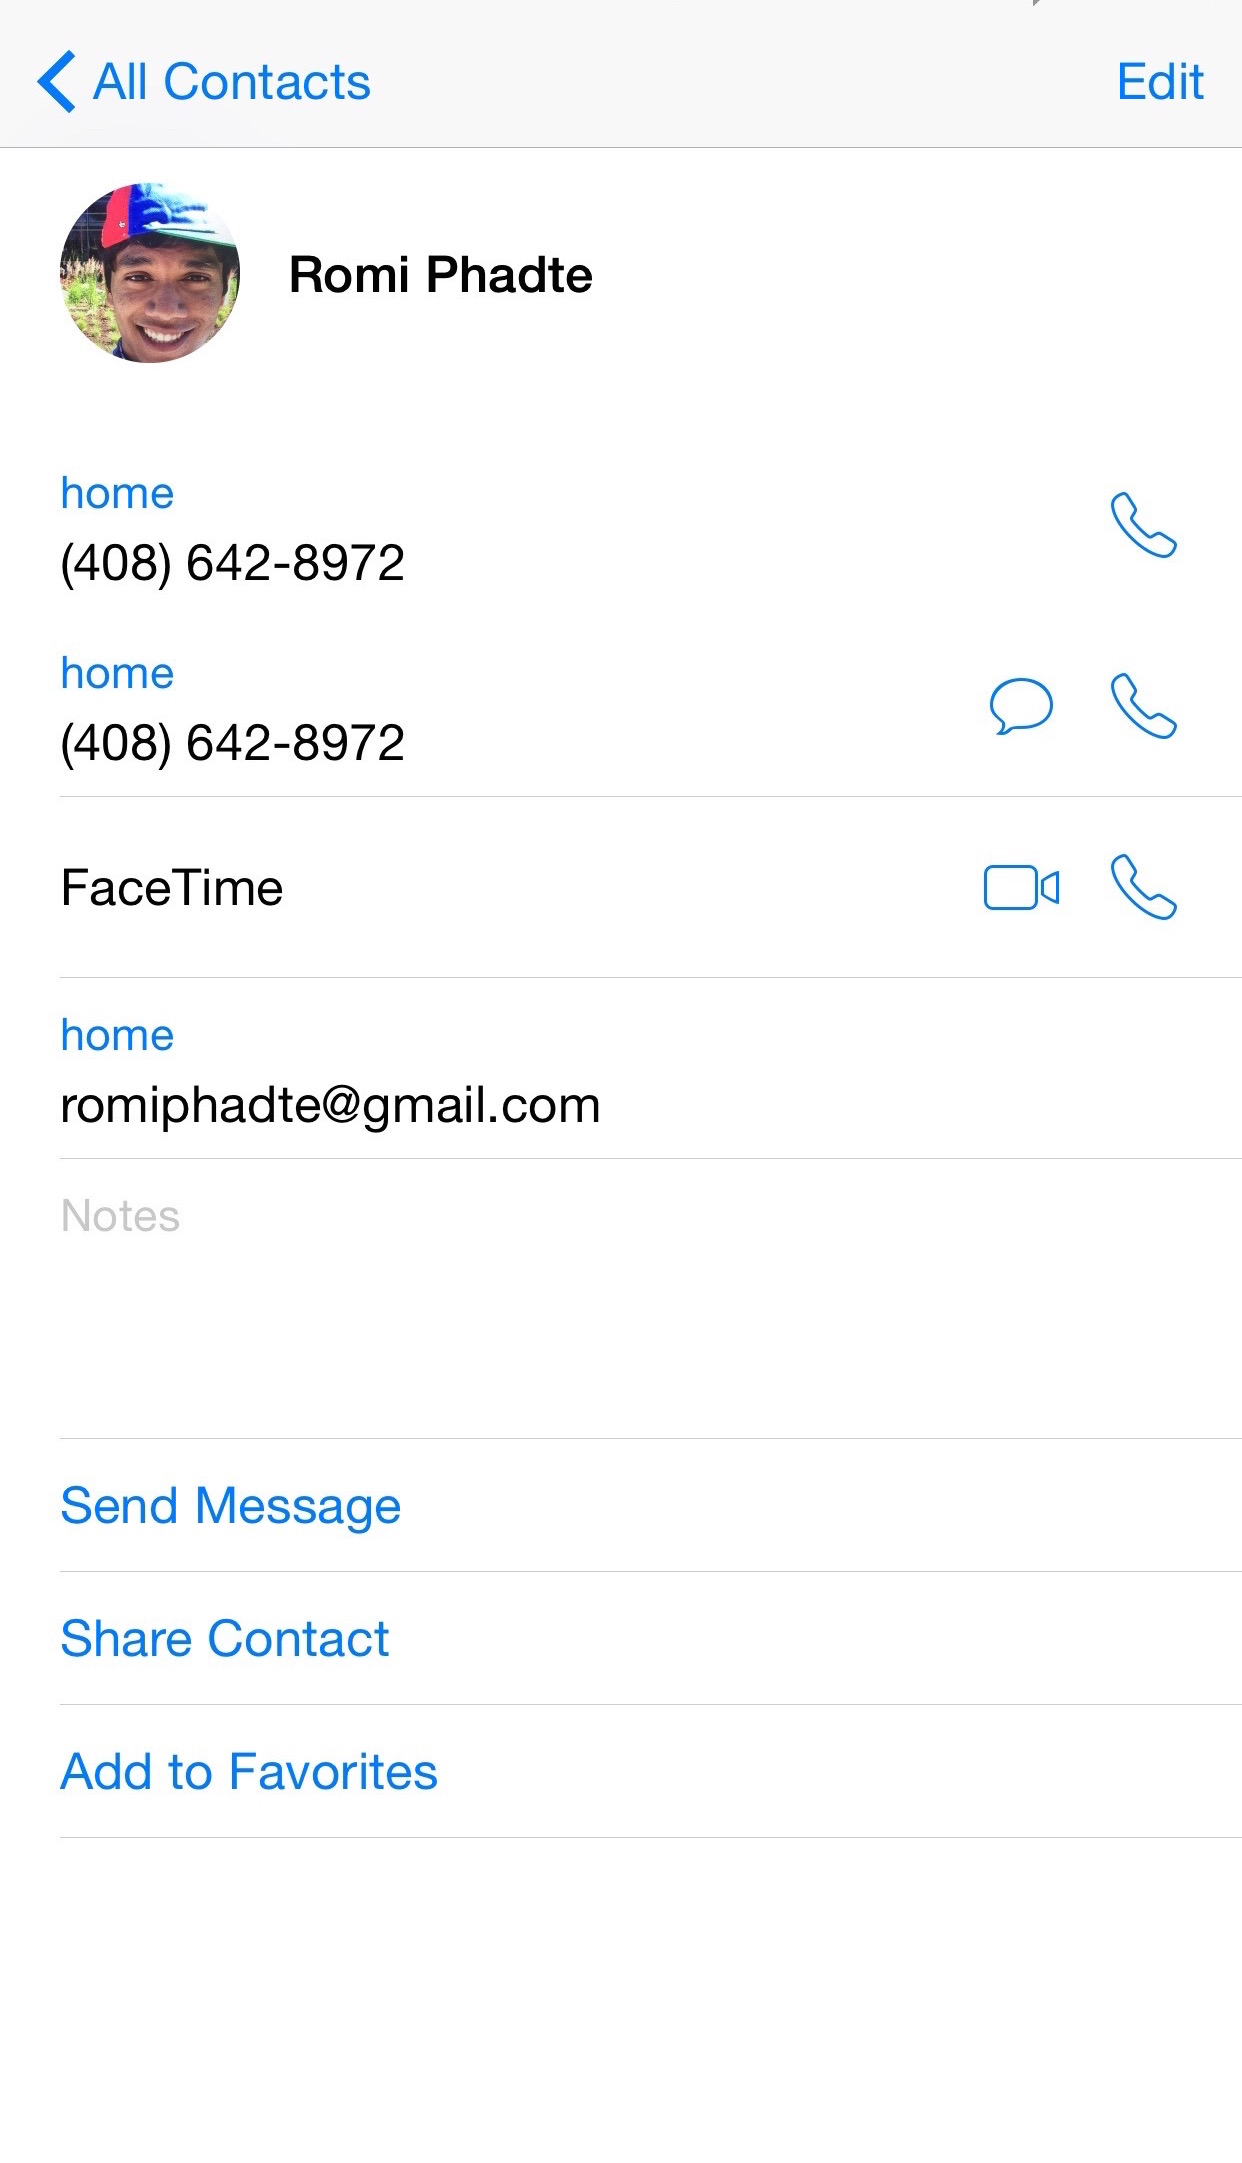 All Contacts
Edit
Romi Phadte
home
(408) 642-8972
home
(408) 642-8972
FaceTime
home
romiphadte@gmail.com
Notes
Send Message
Share Contact
Add to Favorites